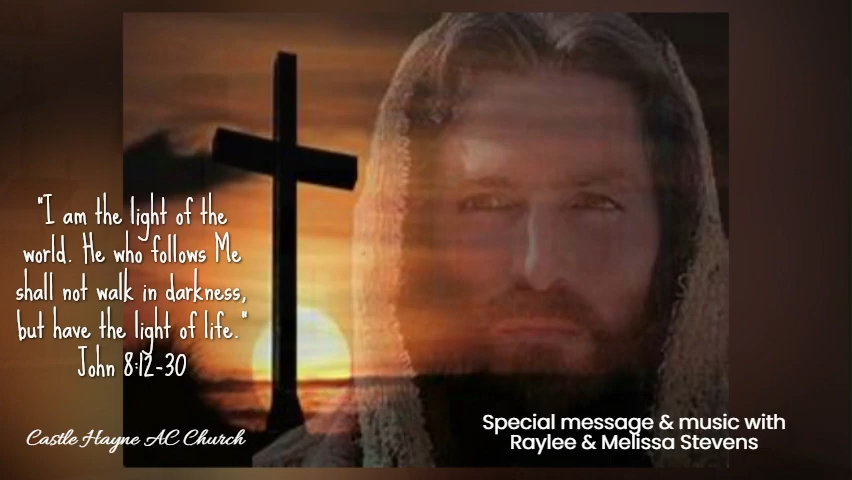 "I am the light of the
world. He who follows Me
shall not walk in darkness,
but have the light of life."
John 8:12-30
Castle Hayne AC Church
Special message & music with
Raylee & Melissa Stevens